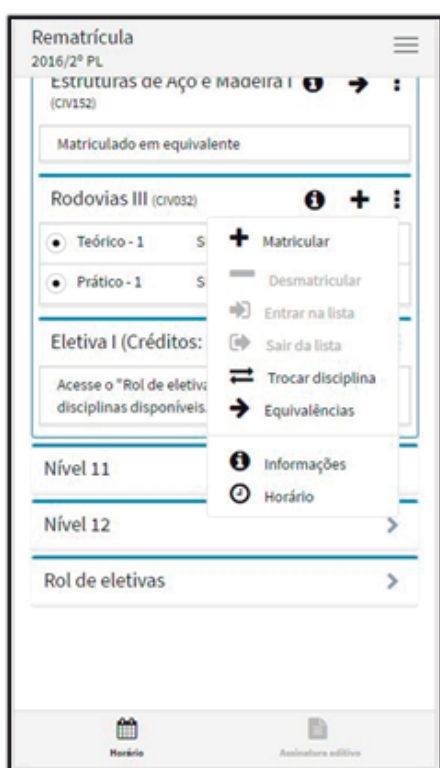 Rematrícula
2016/2º PL
Estruturas de Aço e Madeira I
(CIV152)
Matriculado em equivalente
Rodovias III (CIV032)
Teórico - 1 S
Prático - 1 S
Matricular
Desmatricular
Entrar na lista
Sair da lista
Trocar disciplina
Equivalências
Informações
Horário
Eletiva I (Créditos:
Acesse o "Rol de eletiva
disciplinas disponíveis.
Nível 11
Nível 12
Rol de eletivas
Horário
Assinatura aditivo